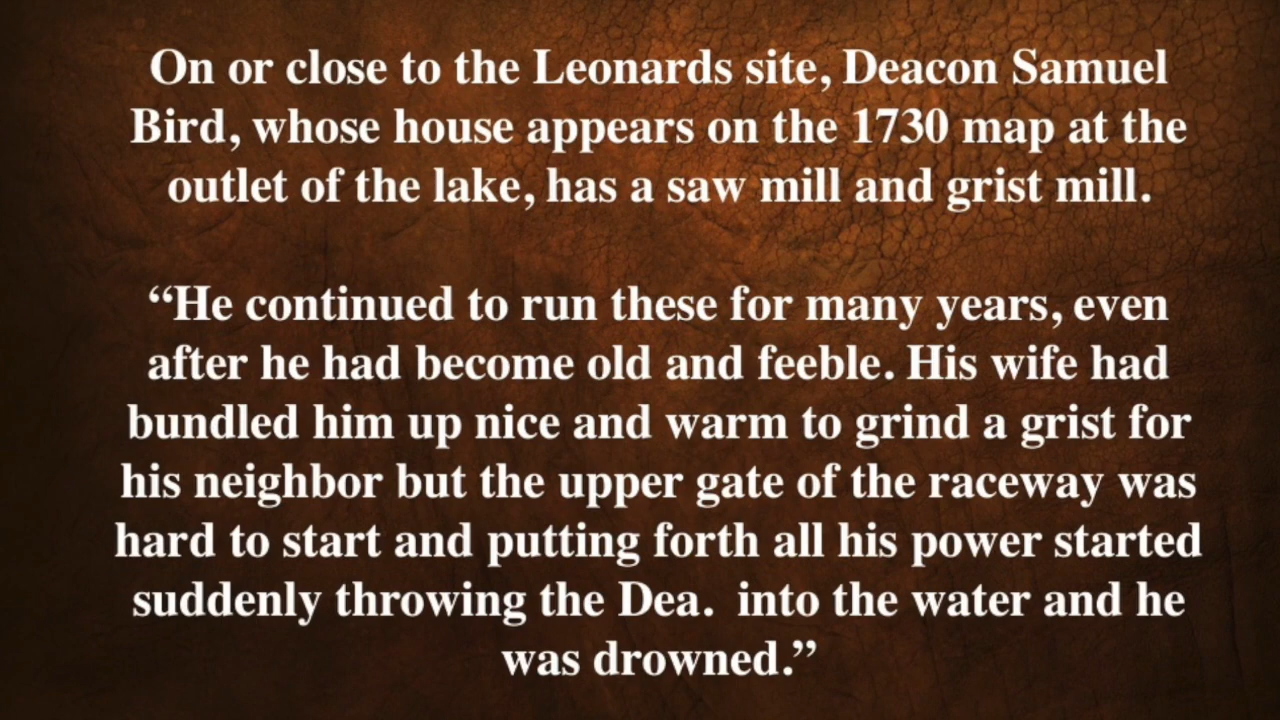 On or close to the Leonards site, Deacon Samuel
Bird, whose house appears on the 1730 map at the
outlet of the lake, has a saw mill and grist mill.
“He continued to run these for many years, even
after he had become old and feeble. His wife had
bundled him up nice and warm to grind a grist for
his neighbor but the upper gate of the raceway was
hard to start and putting forth all his power started
suddenly throwing the Dea.  into the water and he
was drowned.”